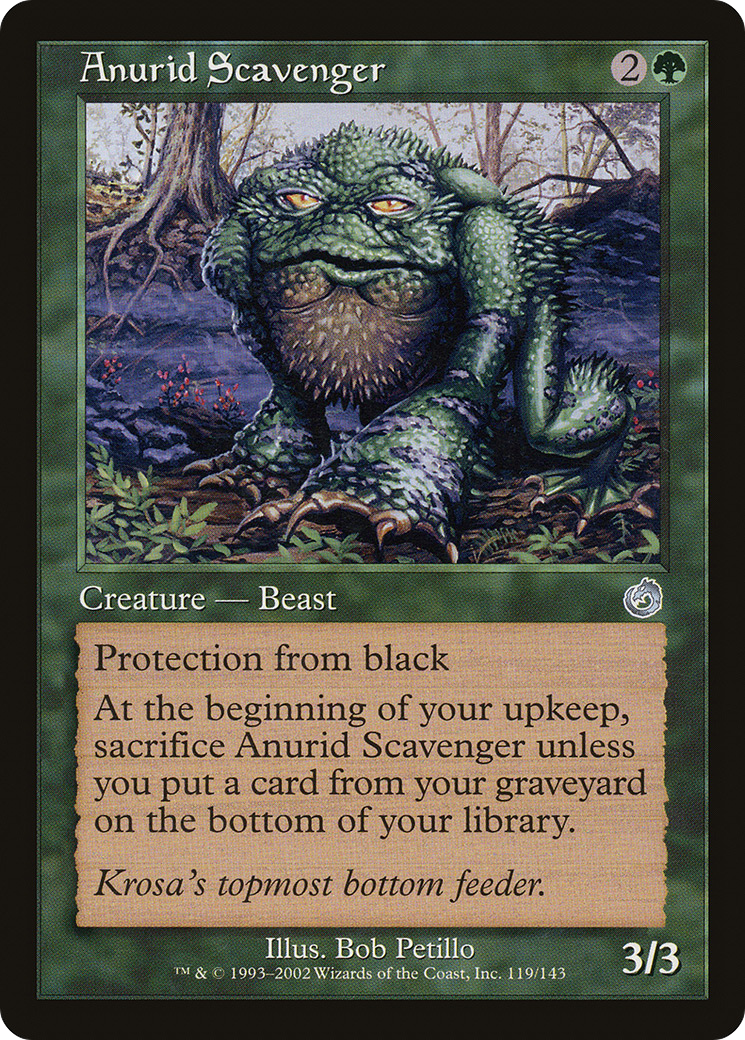 Anurid Scavenger 2
Creature — Beast
Protection from black
At the beginning of your upkeep,
sacrifice Anurid Scavenger unless
you put a card from your graveyard
on the bottom of your library.
Krosa's topmost bottom feeder.
Illus. Bob Petillo
™ & © 1993–2002 Wizards of the Coast, Inc. 119/143
3/3